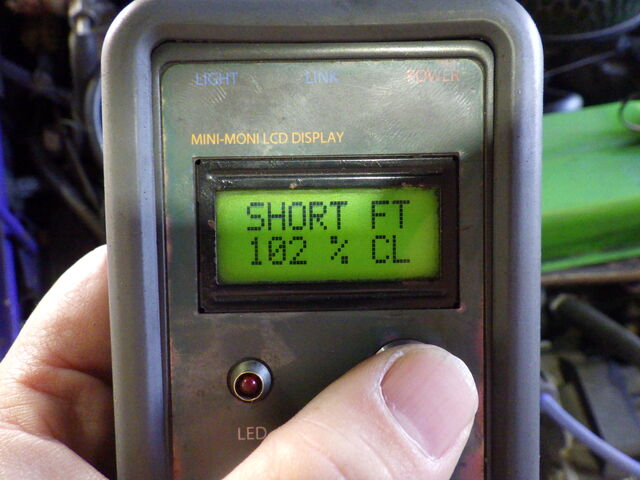 LIGHT LINK POWER
MINI-MONI LCD DISPLAY
SHORT FT
102 % CL
LED